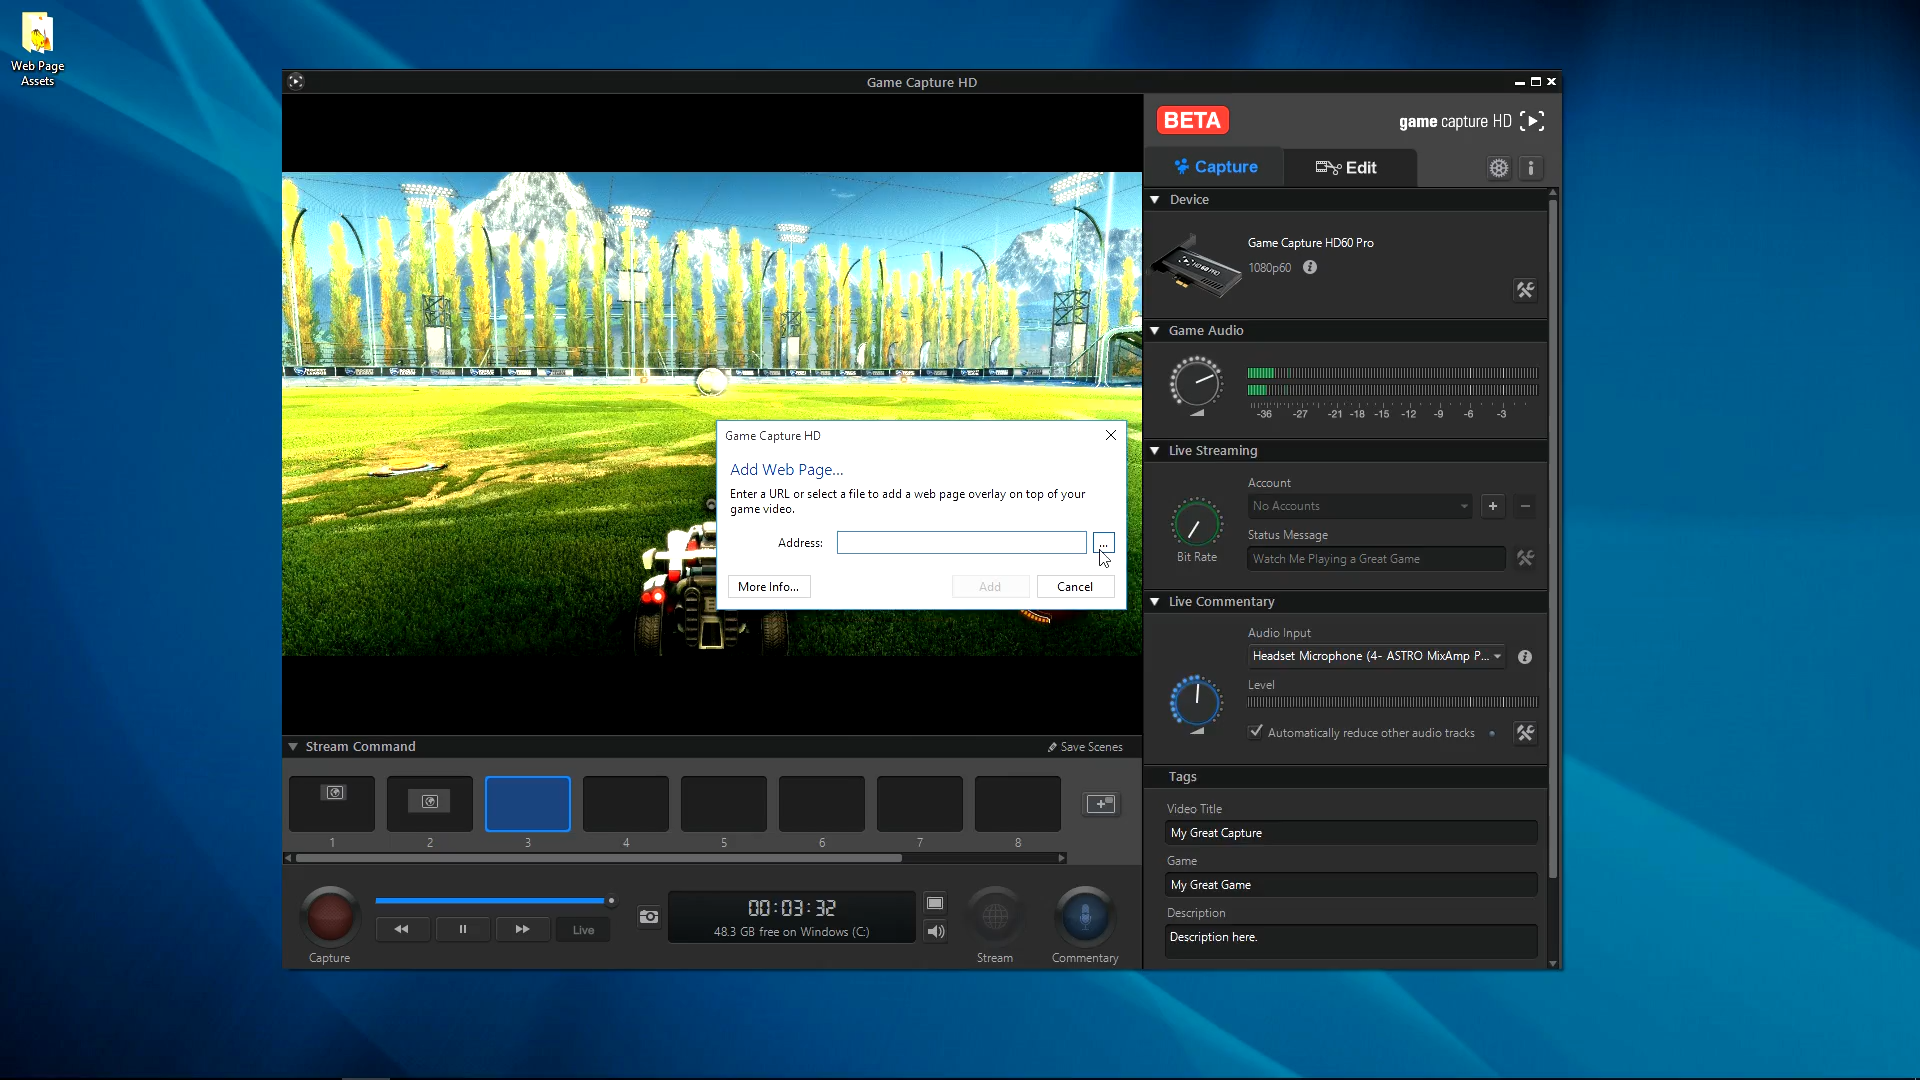 Web Page
Assets
Game Capture HD
BETA
game capture HD
Capture
Edit
Device
Game Capture HD60 Pro
1080p60
HD60 PRO
Game Audio
-36 -27 -21 -18 -15 -12 -9 -6 -3
Live Streaming
Account
No Accounts
Status Message
Watch Me Playing a Great Game
Bit Rate
Live Commentary
Audio Input
Headset Microphone (4- ASTRO MixAmp P...
Level
Automatically reduce other audio tracks
Tags
Video Title
My Great Capture
Game
My Great Game
Description
Description here.
Game Capture HD
Add Web Page...
Enter a URL or select a file to add a web page overlay on top of your
game video.
Address:
...
More Info...
Add
Cancel
Stream Command
Save Scenes
1 2 3 4 5 6 7 8
Live
00:03:32
48.3 GB free on Windows (C:)
Capture
Stream
Commentary